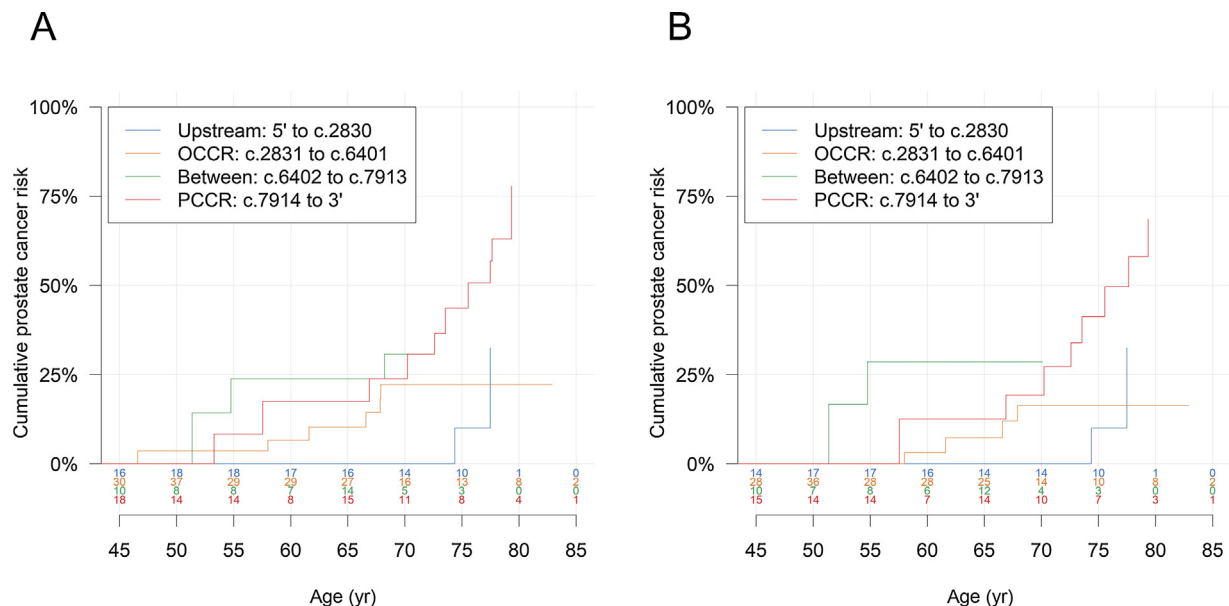 A
Cumulative prostate cancer risk
100%
75%
50%
25%
0%
Upstream: 5' to c.2830
OCCR: c.2831 to c.6401
Between: c.6402 to c.7913
PCCR: c.7914 to 3'
16 18 18 17 16 14 10 1 0
30 37 29 29 27 16 13 8 2
10 8 8 7 14 5 3 0 0
18 14 14 8 15 11 8 4 1
45 50 55 60 65 70 75 80 85
Age (yr)
B
Cumulative prostate cancer risk
100%
75%
50%
25%
0%
Upstream: 5' to c.2830
OCCR: c.2831 to c.6401
Between: c.6402 to c.7913
PCCR: c.7914 to 3'
14 17 17 16 14 14 10 1 0
28 36 28 28 25 14 10 8 2
10 7 8 6 12 4 3 0 0
15 14 14 7 14 10 7 3 1
45 50 55 60 65 70 75 80 85
Age (yr)